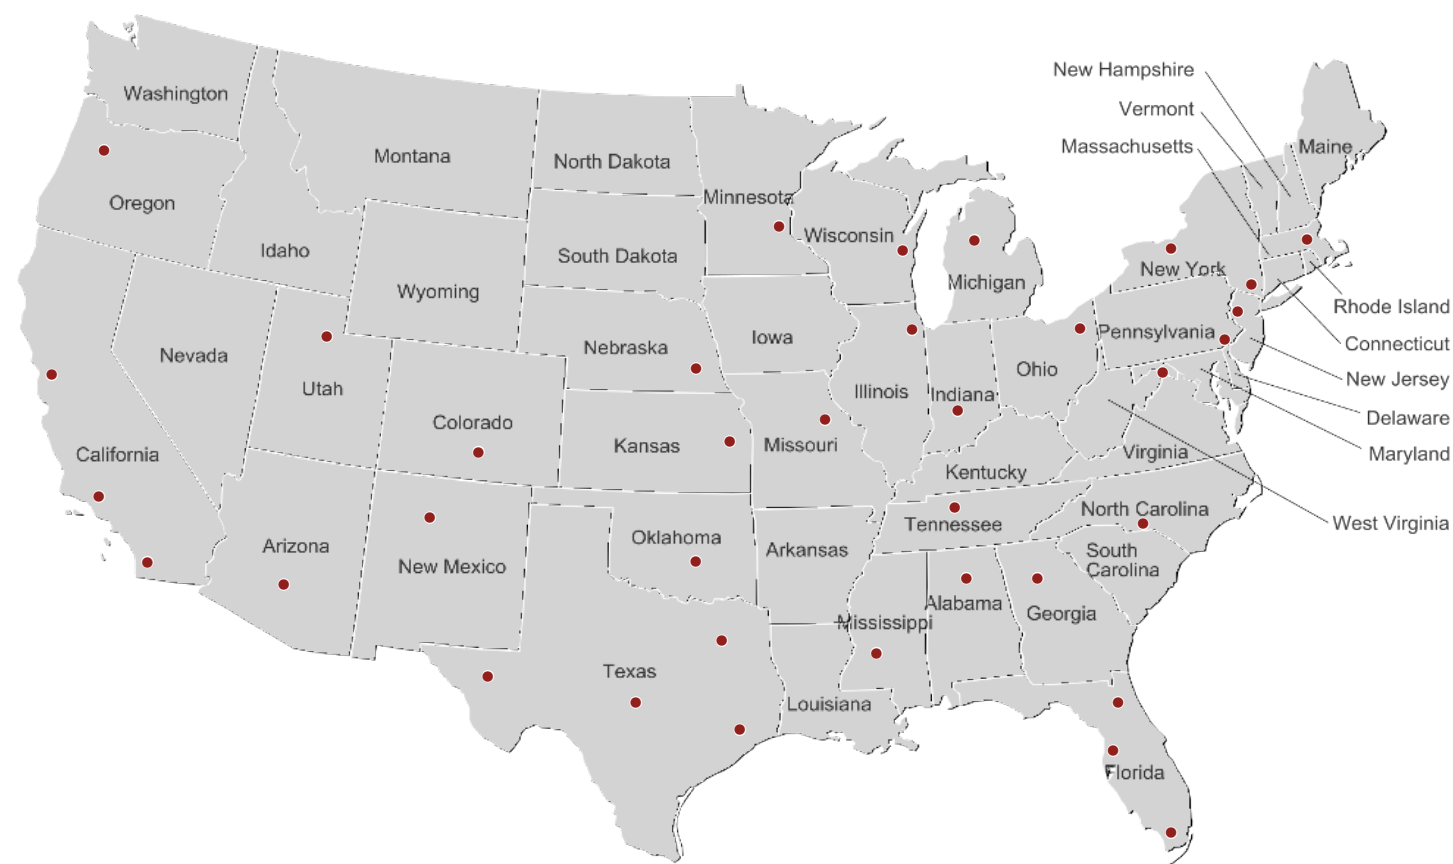 New Hampshire
Washington
Vermont
Massachusetts
Maine
Montana
North Dakota
Minnesota
Oregon
Wisconsin
Idaho
South Dakota
New York
Michigan
Wyoming
Rhode Island
Pennsylvania
Iowa
Connecticut
Nebraska
Nevada
Ohio
New Jersey
Utah
Illinois
Indiana
Delaware
Colorado
Kansas
Missouri
California
Virginia
Maryland
Kentucky
North Carolina
West Virginia
Tennessee
Oklahoma
Arizona
Arkansas
South
Carolina
New Mexico
Alabama
Georgia
Mississippi
Texas
Louisiana
Florida